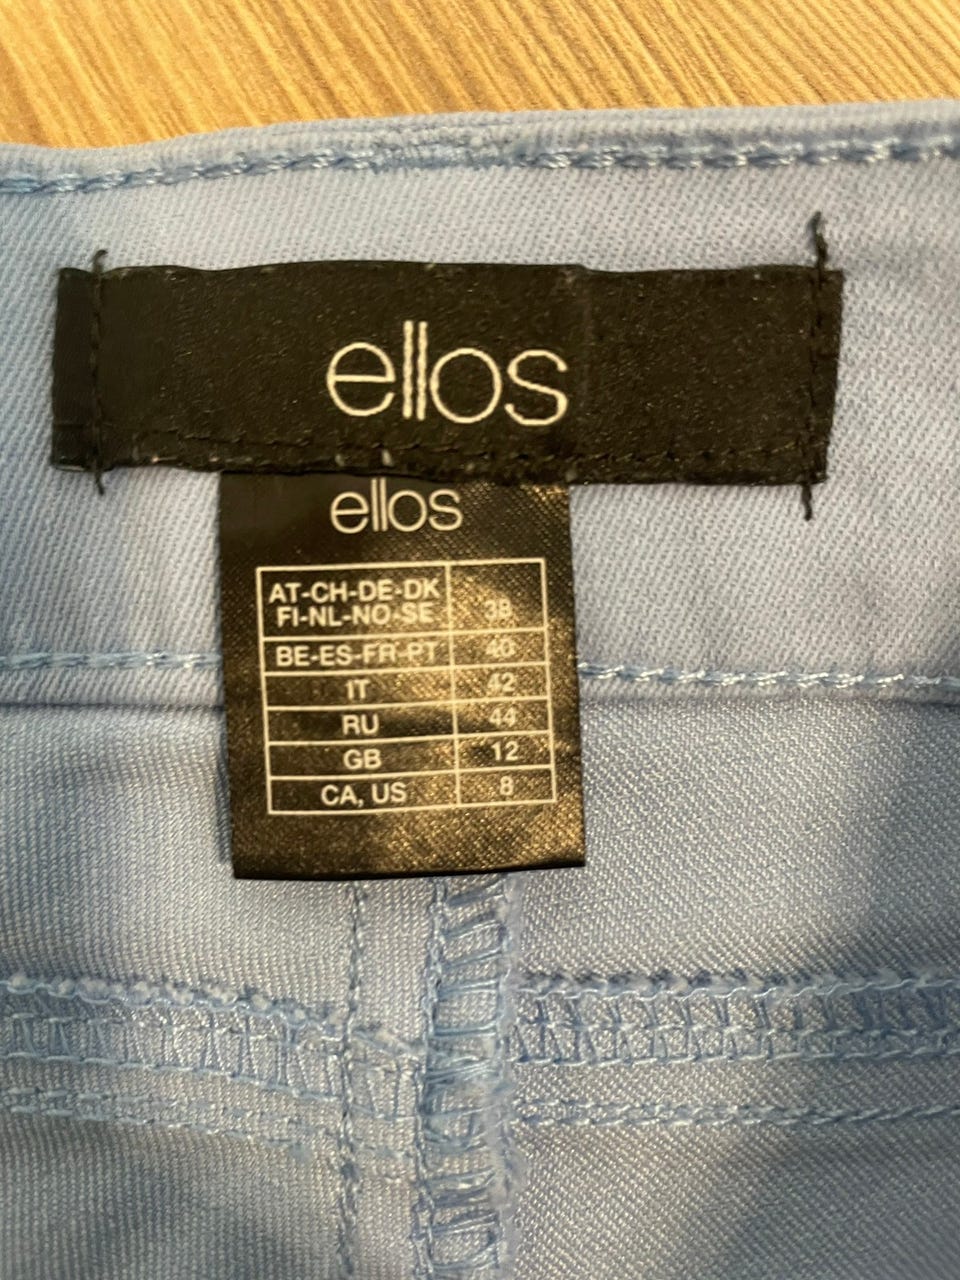 ellos
ellos
AT-CH-DE-DK
FI-NL-NO-SE 38
BE-ES-FR-PT 40
IT 42
RU 44
GB 12
CA, US 8